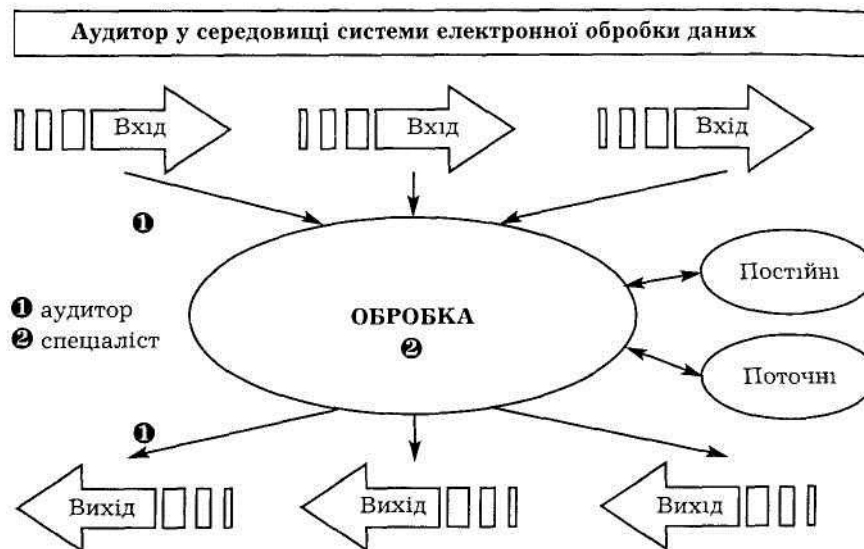 Аудитор у середовищі системи електронної обробки даних
Вхід
Вхід
Вхід
❶
Постійні
❶ аудитор
❷ спеціаліст
ОБРОБКА
❷
Поточні
❶
Вихід
Вихід
Вихід